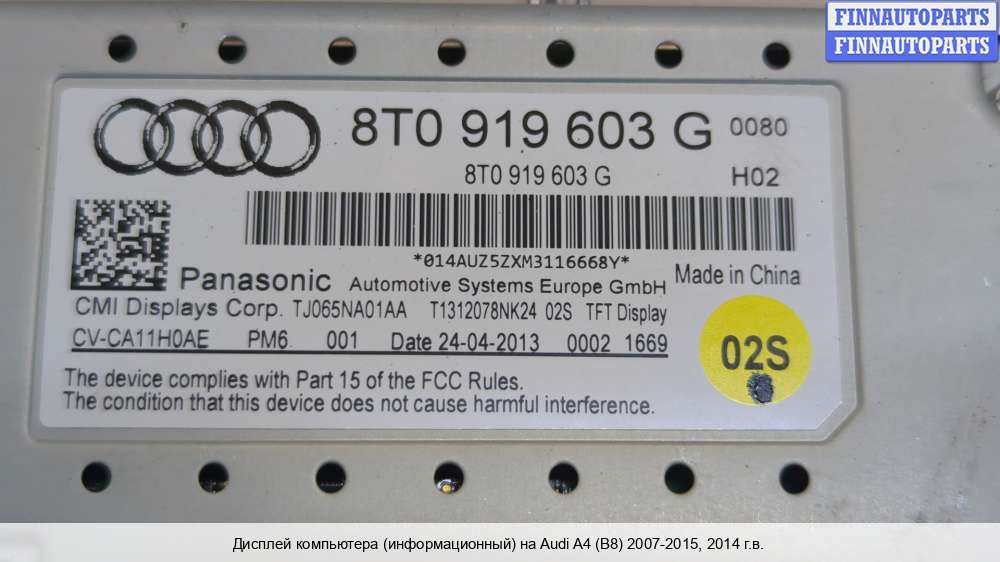 FINNAUTOPARTS
FINNAUTOPARTS
8T0 919 603 G 0080
8T0 919 603 G H02
*014AUZ5ZXM3116668Y*
Panasonic Automotive Systems Europe GmbH Made in China
CMI Displays Corp. TJ065NA01AA T1312078NK24 02S TFT Display
CV-CA11H0AE PM6 001 Date 24-04-2013 0002 1669
02S
The device complies with Part 15 of the FCC Rules.
The condition that this device does not cause harmful interference.
Дисплей компьютера (информационный) на Audi A4 (B8) 2007-2015, 2014 г.в.